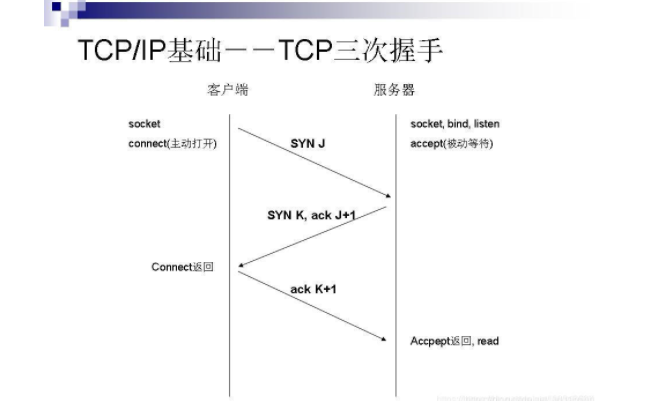 TCP/IP基础－－TCP三次握手
客户端
服务器
socket
socket, bind, listen
connect(主动打开)
SYN J
accept(被动等待)
SYN K, ack J+1
Connect返回
ack K+1
Accpept返回, read